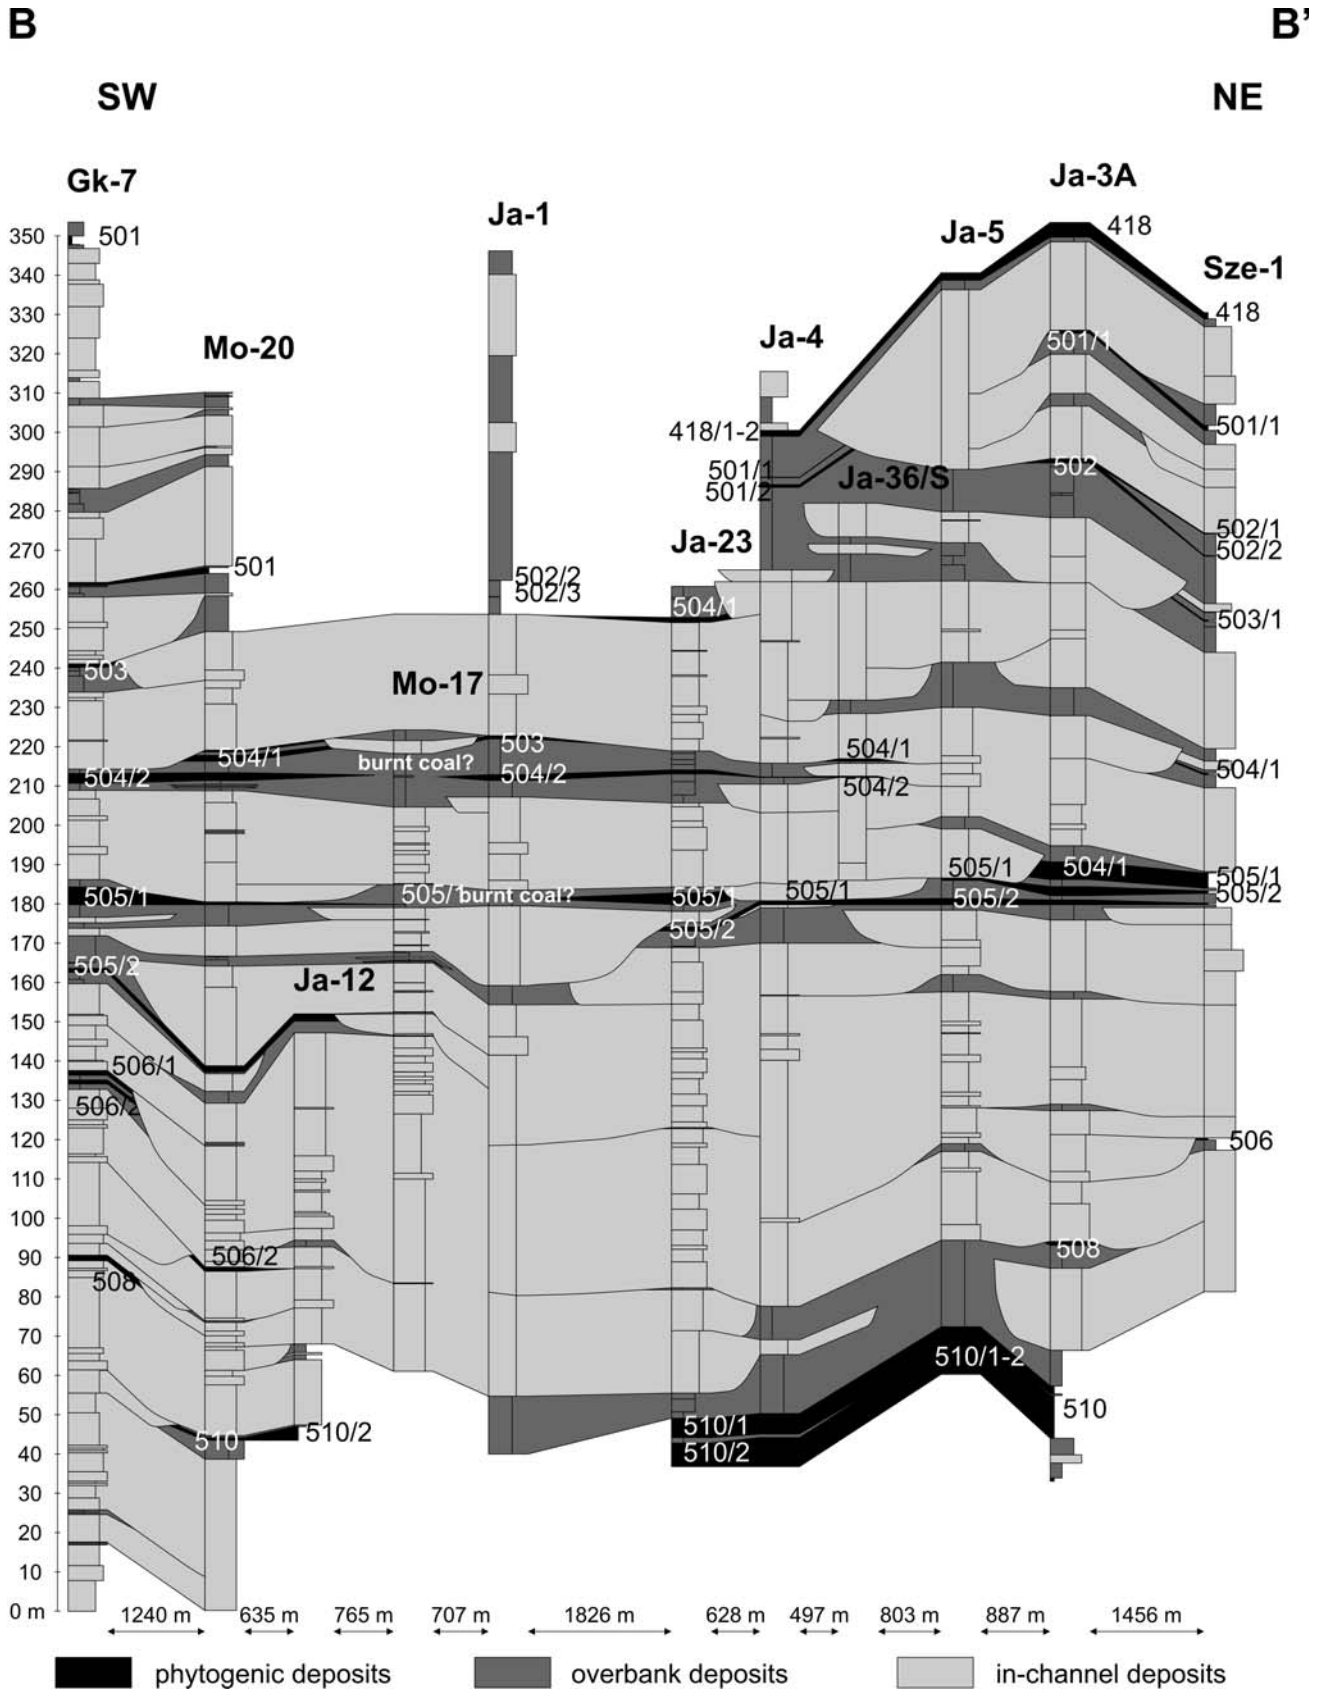 B B’
SW NE
Ja-3A
Gk-7
Ja-1
418
Ja-5
350 501
Sze-1
340
418
330
Mo-20 Ja-4 501/1
320
310
300 418/1-2 501/1
290 501/1 Ja-36/S 502
501/2
280
502/1
270 Ja-23 502/2
501 502/2
260 502/3 504/1
503/1
250
240 503
Mo-17
230
220 504/1 503 504/1
burnt coal?
210 504/2 504/2 504/2 504/1
200
190 505/1 504/1 505/1
180 505/1 505/1 burnt coal? 505/1 505/1 505/2 505/2
505/2
170
505/2
160 Ja-12
150
140 506/1
130 506/2
120 506
110
100
90 506/2 508
508
80
70
60 510/1-2
50 510/1 510
510 510/2
40 510/2
30
20
10
0 m 1240 m 635 m 765 m 707 m 1826 m 628 m 497 m 803 m 887 m 1456 m
phytogenic deposits overbank deposits in-channel deposits